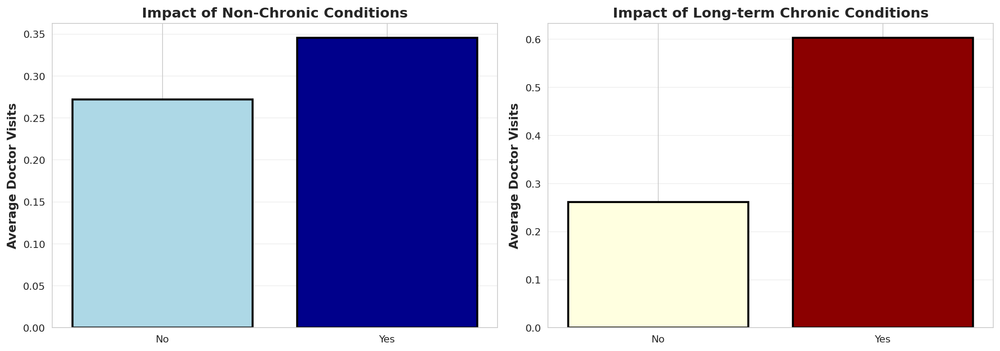 Impact of Non-Chronic Conditions
Average Doctor Visits
0.35
0.30
0.25
0.20
0.15
0.10
0.05
0.00
No
Yes
Impact of Long-term Chronic Conditions
Average Doctor Visits
0.6
0.5
0.4
0.3
0.2
0.1
0.0
No
Yes